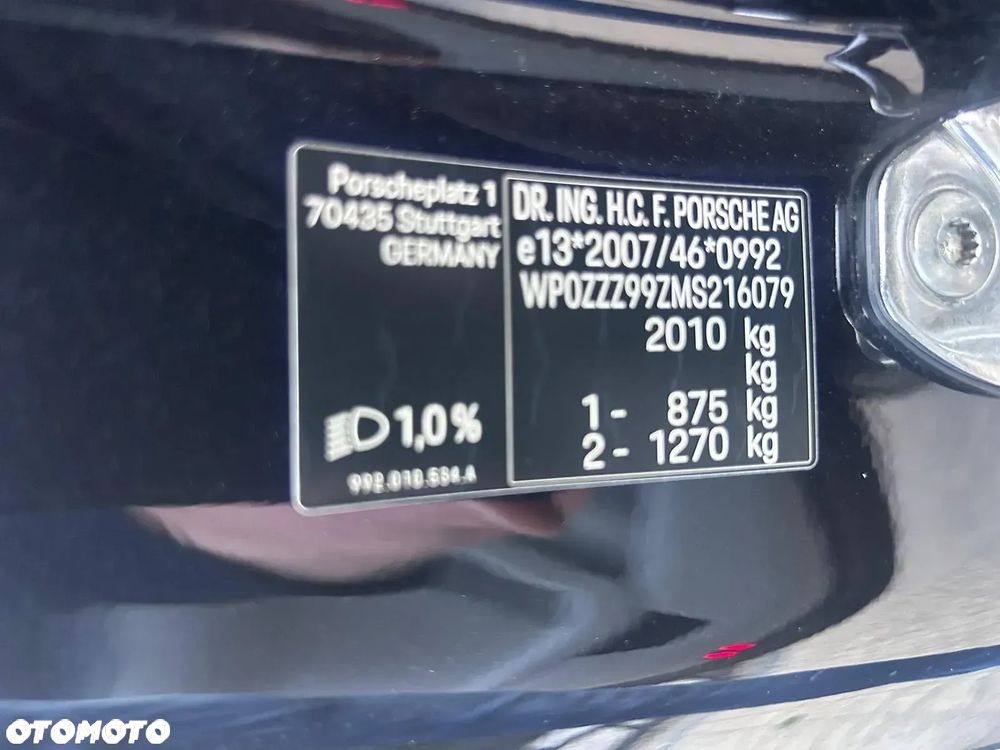 Porscheplatz 1
70435 Stuttgart
GERMANY
1,0%
992.010.554.A
DR. ING. H.C. F. PORSCHE AG
e13*2007/46*0992
WP0ZZZ99ZMS216079
2010 kg
kg
1 - 875 kg
2 - 1270 kg
OTOMOTO